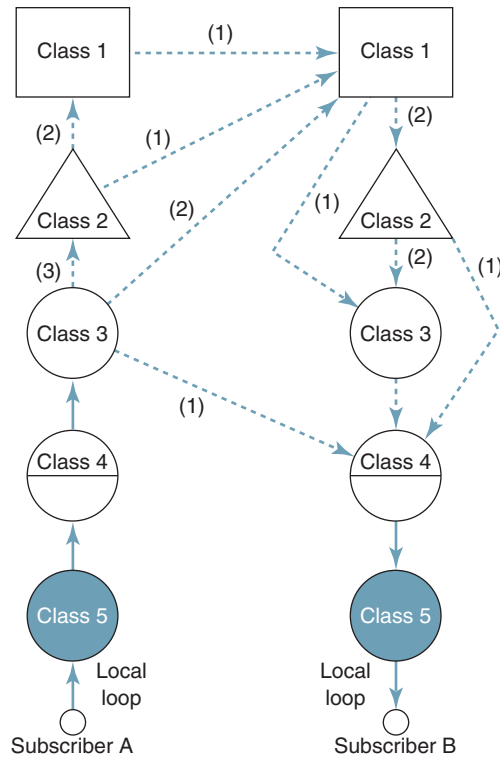 Class 1
(1)
Class 1
(2)
(1)
(2)
(2)
Class 2
(1)
Class 2
(3)
(2)
(1)
Class 3
Class 3
(1)
Class 4
Class 4
Class 5
Class 5
Local
loop
Local
loop
Subscriber A
Subscriber B